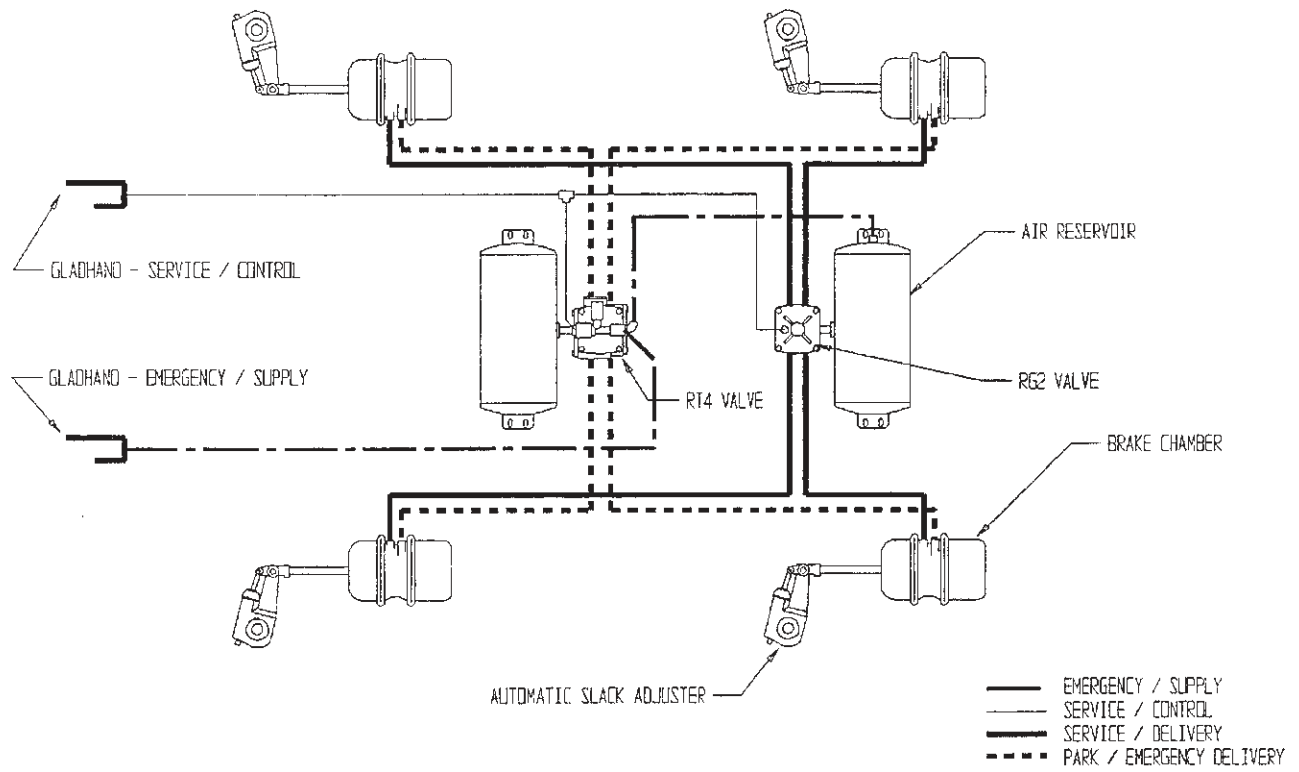 AIR RESERVOIR
GLADHAND - SERVICE / CONTROL
GLADHAND - EMERGENCY / SUPPLY
RT4 VALVE
RG2 VALVE
BRAKE CHAMBER
AUTOMATIC SLACK ADJUSTER
EMERGENCY / SUPPLY
SERVICE / CONTROL
SERVICE / DELIVERY
PARK / EMERGENCY DELIVERY